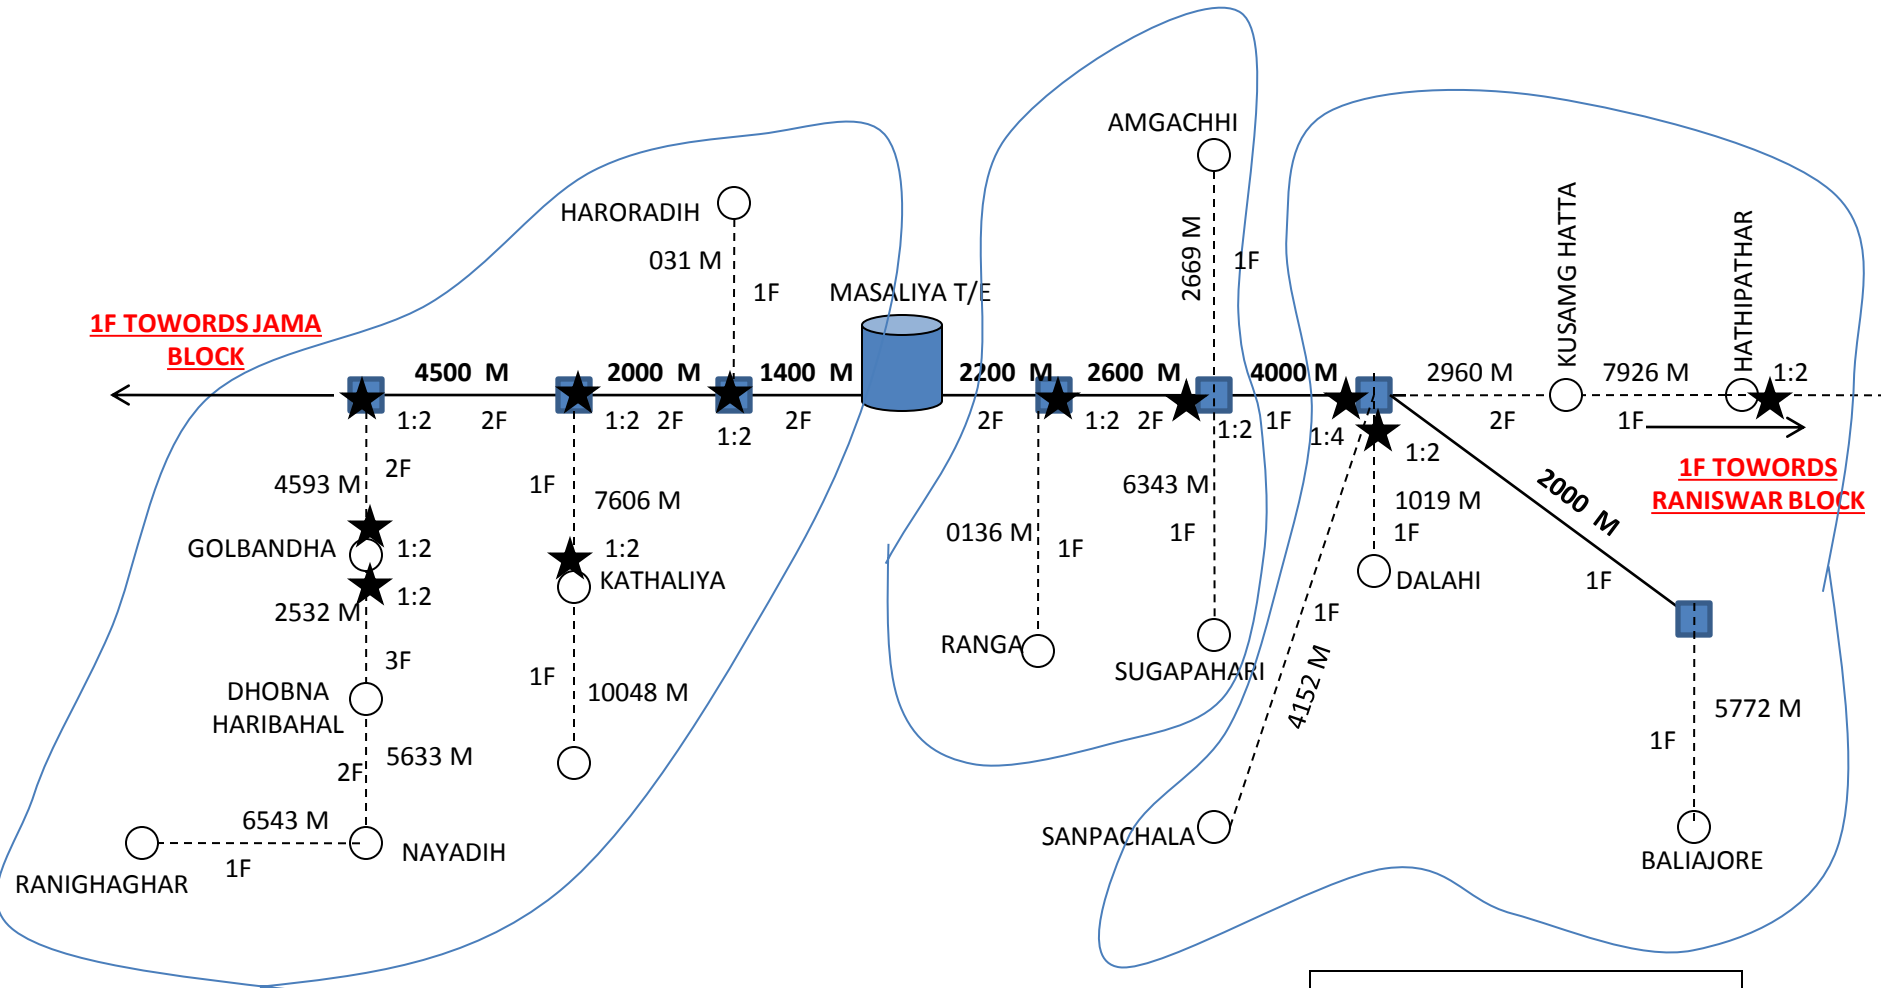 AMGACHHI
HARORADIH
031 M
1F
MASALIYA T/E
2669 M
1F
KUSAMG HATTA
HATHIPATHAR
1F TOWORDS JAMA
BLOCK
4500 M
2000 M
1400 M
2200 M
2600 M
4000M
2960 M
7926 M
1:2
1:2
2F
1:2
2F
1:2
2F
2F
1:2
2F
1:2
1F
1:4
1:2
2F
1F
2F
4593 M
1F
7606 M
6343 M
1F
1019 M
1F
2000 M
1F
1F TOWORDS
RANISWAR BLOCK
GOLBANDHA
1:2
1:2
2532 M
1:2
KATHALIYA
0136 M
1F
DALAHI
1F
4152 M
RANGA
SUGAPAHARI
3F
DHOBNA
HARIBAHAL
1F
10048 M
5772 M
1F
2F
5633 M
6543 M
1F
NAYADIH
RANIGHAGHAR
SANPACHALA
BALIAJORE